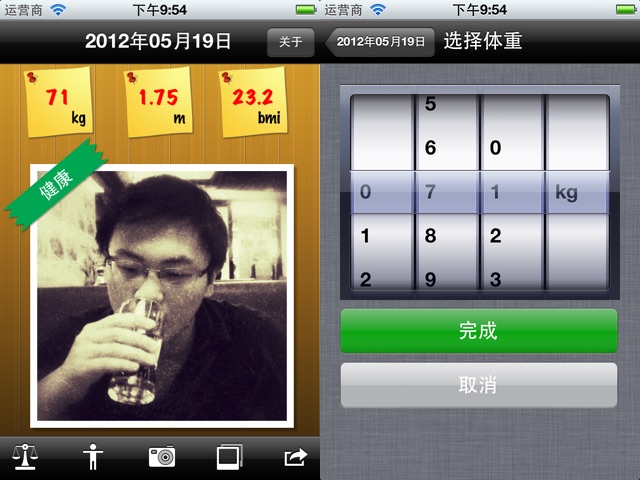 运营商 下午9:54
2012年05月19日 关于
71 kg
1.75 m
23.2 bmi
健康
运营商 下午9:54
2012年05月19日 选择体重
5
6 0
0 7 1 kg
1 8 2
2 9 3
完成
取消